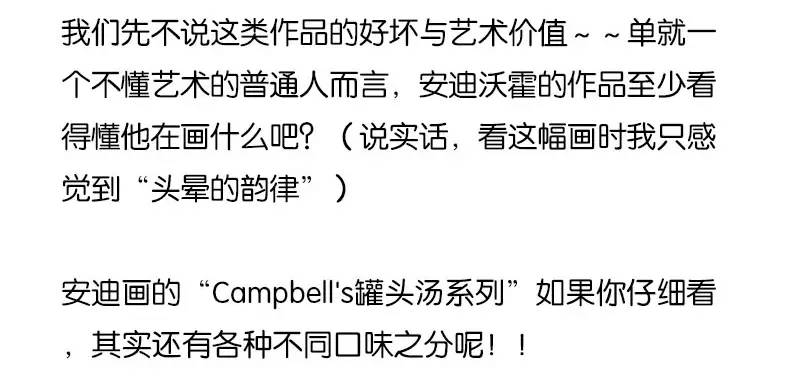 我们先不说这类作品的好坏与艺术价值~~单就一
个不懂艺术的普通人而言，安迪沃霍的作品至少看
得懂他在画什么吧？（说实话，看这幅画时我只感
觉到“头晕的韵律”）
安迪画的“Campbell's罐头汤系列”如果你仔细看
，其实还有各种不同口味之分呢！！